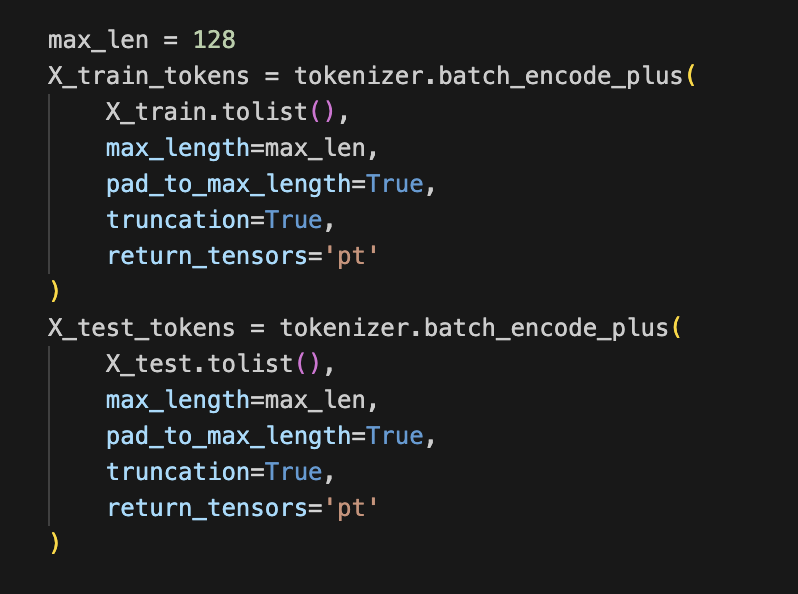 max_len = 128
X_train_tokens = tokenizer.batch_encode_plus(
    X_train.tolist(),
    max_length=max_len,
    pad_to_max_length=True,
    truncation=True,
    return_tensors='pt'
)
X_test_tokens = tokenizer.batch_encode_plus(
    X_test.tolist(),
    max_length=max_len,
    pad_to_max_length=True,
    truncation=True,
    return_tensors='pt'
)